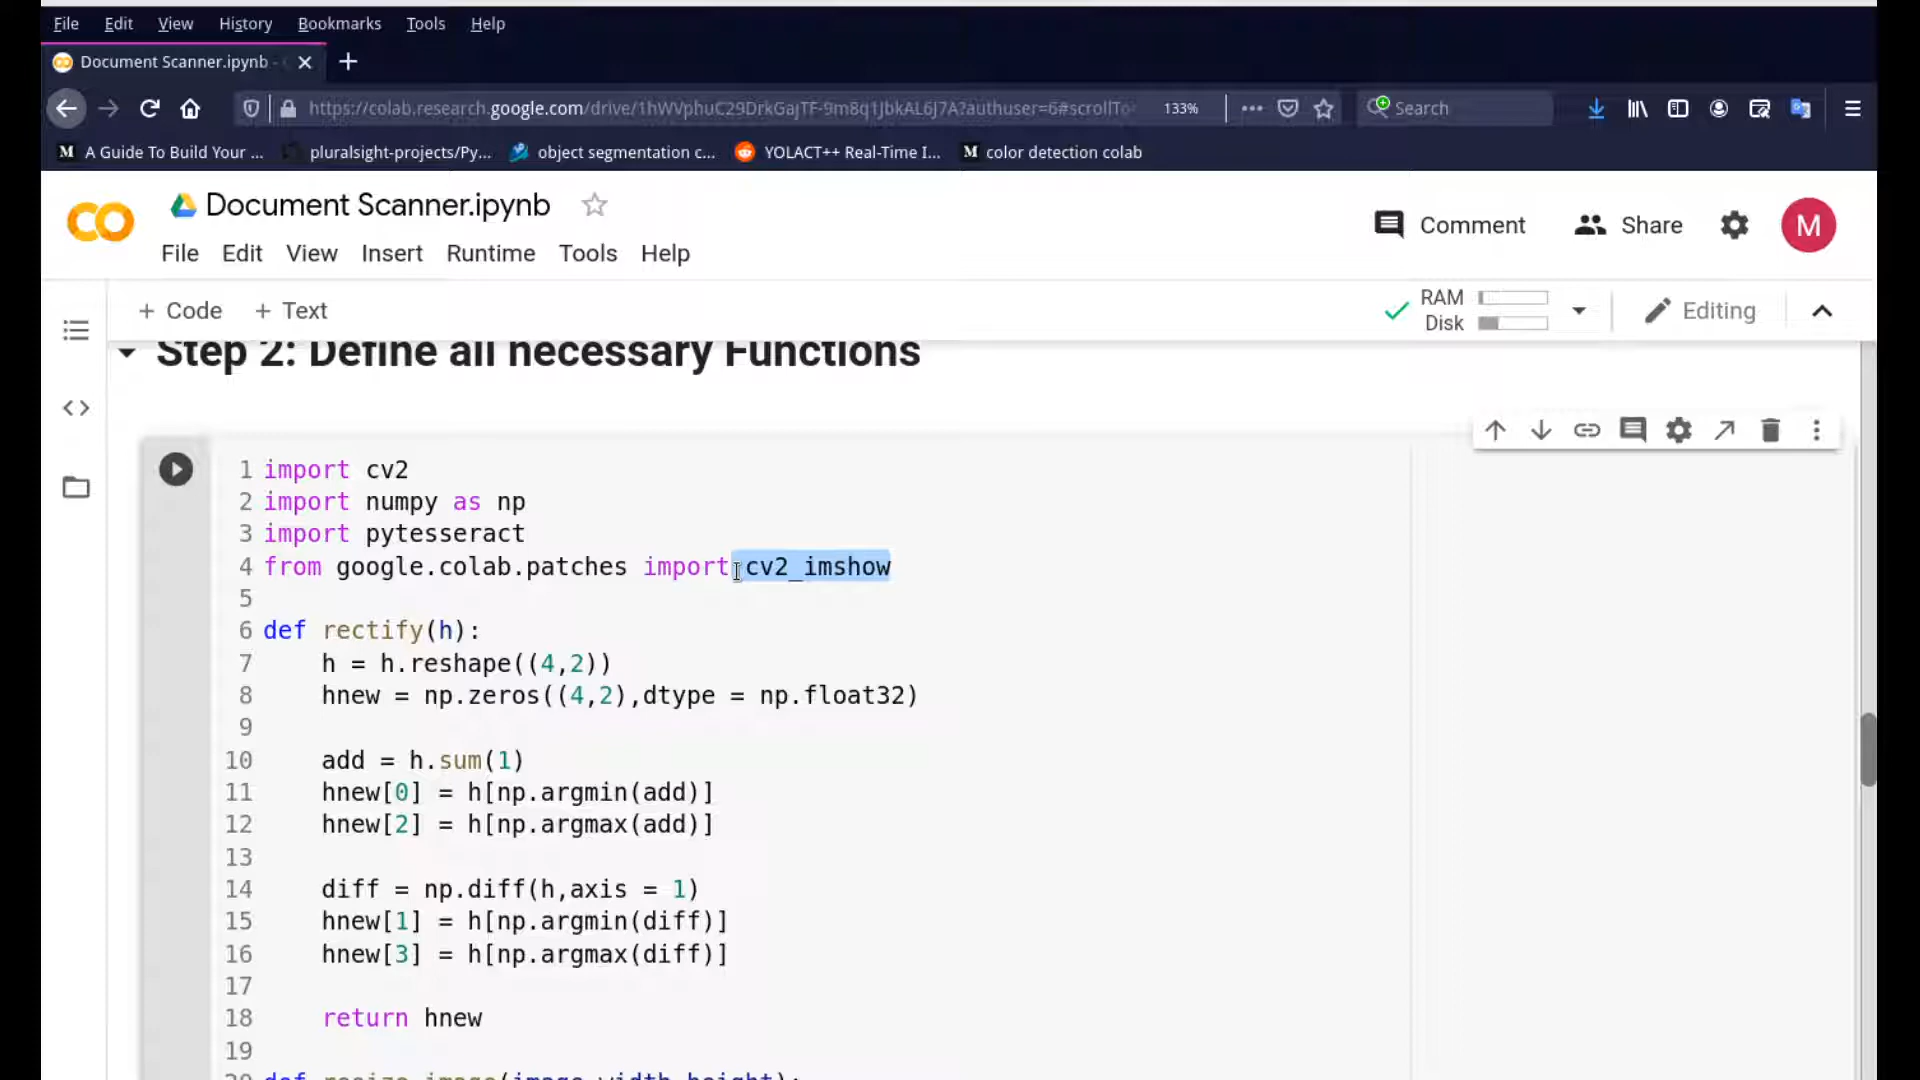 File Edit View History Bookmarks Tools Help
Document Scanner.ipynb -
https://colab.research.google.com/drive/1hWVphuC29DrkGajTF-9m8q1JbkAL6J7A?authuser=6#scrollTo 133% Search
A Guide To Build Your ... pluralsight-projects/Py... object segmentation c... YOLACT++ Real-Time I... color detection colab
Document Scanner.ipynb
Comment Share M
File Edit View Insert Runtime Tools Help
+ Code + Text
RAM
Disk
Editing
Step 2: Define all necessary Functions
1 import cv2
2 import numpy as np
3 import pytesseract
4 from google.colab.patches import cv2_imshow
5
6 def rectify(h):
7 h = h.reshape((4,2))
8 hnew = np.zeros((4,2),dtype = np.float32)
9
10 add = h.sum(1)
11 hnew[0] = h[np.argmin(add)]
12 hnew[2] = h[np.argmax(add)]
13
14 diff = np.diff(h,axis = 1)
15 hnew[1] = h[np.argmin(diff)]
16 hnew[3] = h[np.argmax(diff)]
17
18 return hnew
19
20 def resize_image(image,width,height):